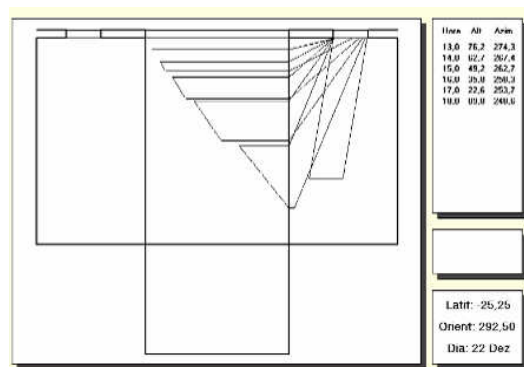 Hora Alt Azim
13,0 76,2 274,3
14,0 62,7 267,4
15,0 49,2 262,7
16,0 35,8 258,3
17,0 22,6 253,7
18,0 09,8 248,6
Latit: -25,25
Orient: 292,50
Dia: 22 Dez